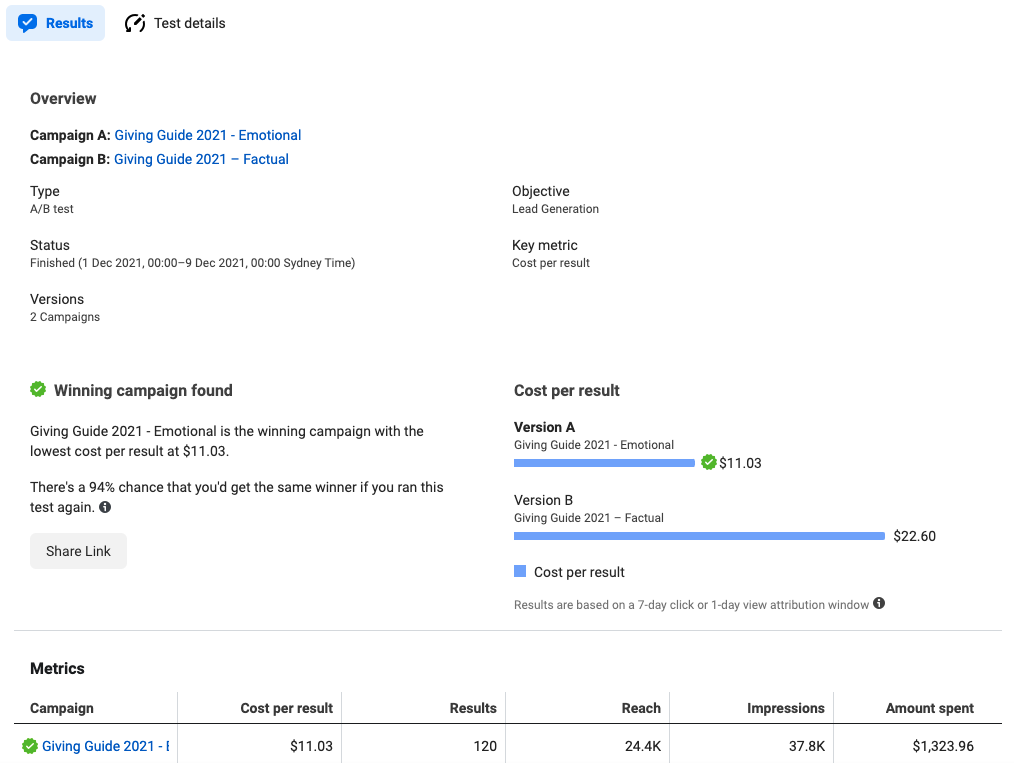 Results
Test details
Overview
Campaign A: Giving Guide 2021 - Emotional
Campaign B: Giving Guide 2021 – Factual
Type
A/B test
Objective
Lead Generation
Status
Finished (1 Dec 2021, 00:00–9 Dec 2021, 00:00 Sydney Time)
Key metric
Cost per result
Versions
2 Campaigns
Winning campaign found
Giving Guide 2021 - Emotional is the winning campaign with the
lowest cost per result at $11.03.
There's a 94% chance that you'd get the same winner if you ran this
test again.
Share Link
Cost per result
Version A
Giving Guide 2021 - Emotional
$11.03
Version B
Giving Guide 2021 – Factual
$22.60
Cost per result
Results are based on a 7-day click or 1-day view attribution window
Metrics
Campaign Cost per result Results Reach Impressions Amount spent
Giving Guide 2021 - $11.03 120 24.4K 37.8K $1,323.96